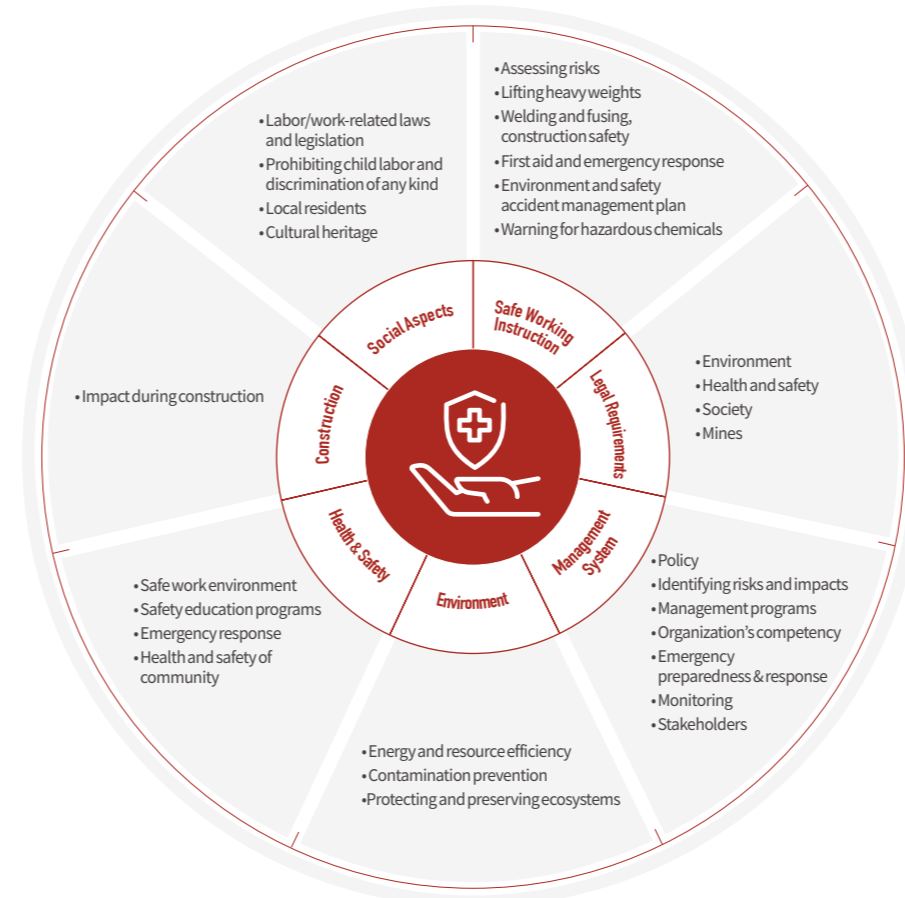 Safe Working
Instruction
• Assessing risks
• Lifting heavy weights
• Welding and fusing,
construction safety
• First aid and emergency response
• Environment and safety
accident management plan
• Warning for hazardous chemicals
Legal Requirements
• Environment
• Health and safety
• Society
• Mines
Management
System
• Policy
• Identifying risks and impacts
• Management programs
• Organization's competency
• Emergency
preparedness & response
• Monitoring
• Stakeholders
Environment
• Energy and resource efficiency
• Contamination prevention
• Protecting and preserving ecosystems
Health & Safety
• Safe work environment
• Safety education programs
• Emergency response
• Health and safety of
community
Construction
• Impact during construction
Social Aspects
• Labor/work-related laws
and legislation
• Prohibiting child labor and
discrimination of any kind
• Local residents
• Cultural heritage